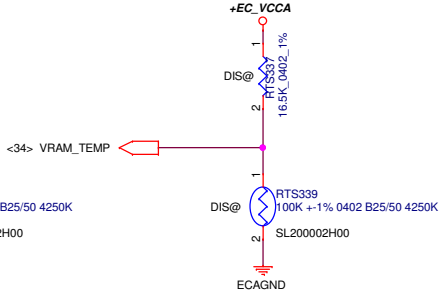 +EC_VCCA
1
DIS@
RTS337
16.5K_0402_1%
2
<34> VRAM_TEMP
1
RTS339
B25/50 4250K
DIS@
100K +-1% 0402 B25/50 4250K
2H00
2
SL200002H00
ECAGND